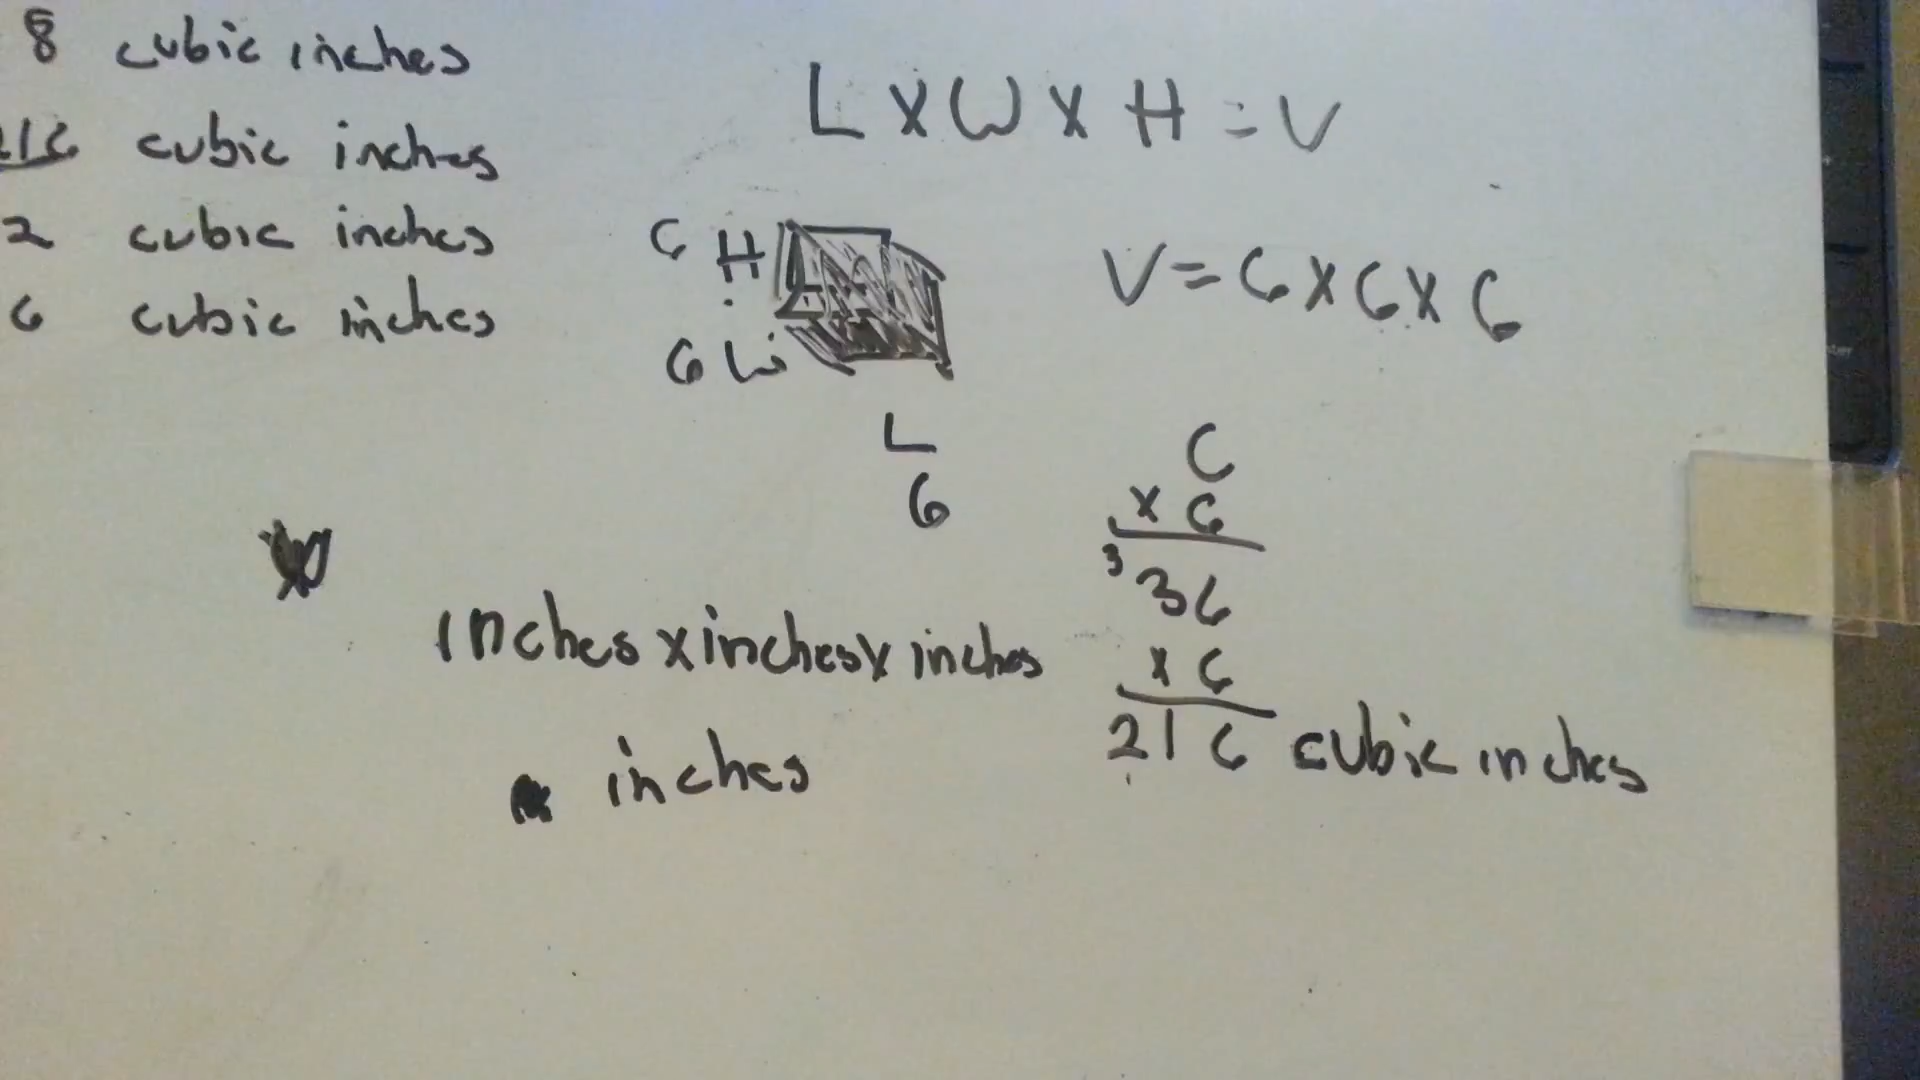 8 cubic inches
216 cubic inches
2 cubic inches
6 cubic inches
L x W x H = V
6 H
6 W
L
6
V = 6 x 6 x 6
6
x 6
3 36
x 6
216 cubic inches
inches x inches x inches
inches